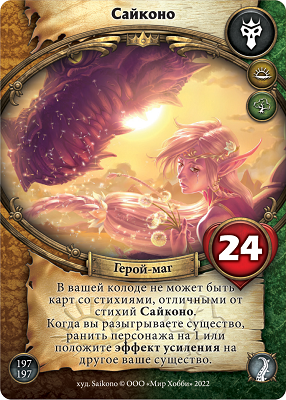 Сайконо
24
Герой-маг
В вашей колоде не может быть
карт со стихиями, отличными от
стихий Сайконо.
Когда вы разыгрываете существо,
ранить персонажа на 1 или
положите эффект усиления на
другое ваше существо.
197
197
худ. Saikono © ООО «Мир Хобби» 2022